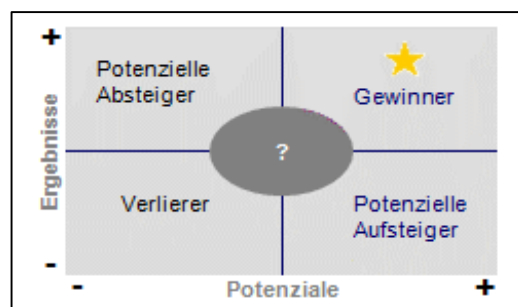 +
Potenzielle
Absteiger
Gewinner
Ergebnisse
?
Verlierer
Potenzielle
Aufsteiger
-
-
Potenziale
+